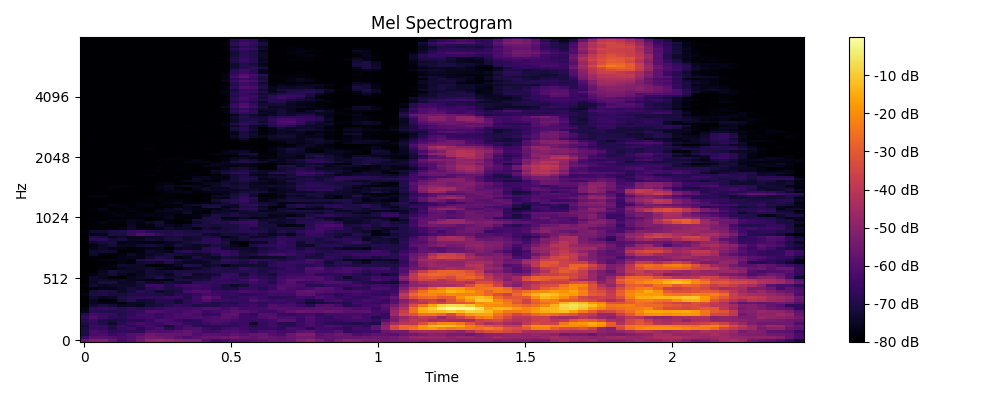 Mel Spectrogram
Hz
4096
2048
1024
512
0
0
0.5
1
1.5
2
Time
-10 dB
-20 dB
-30 dB
-40 dB
-50 dB
-60 dB
-70 dB
-80 dB